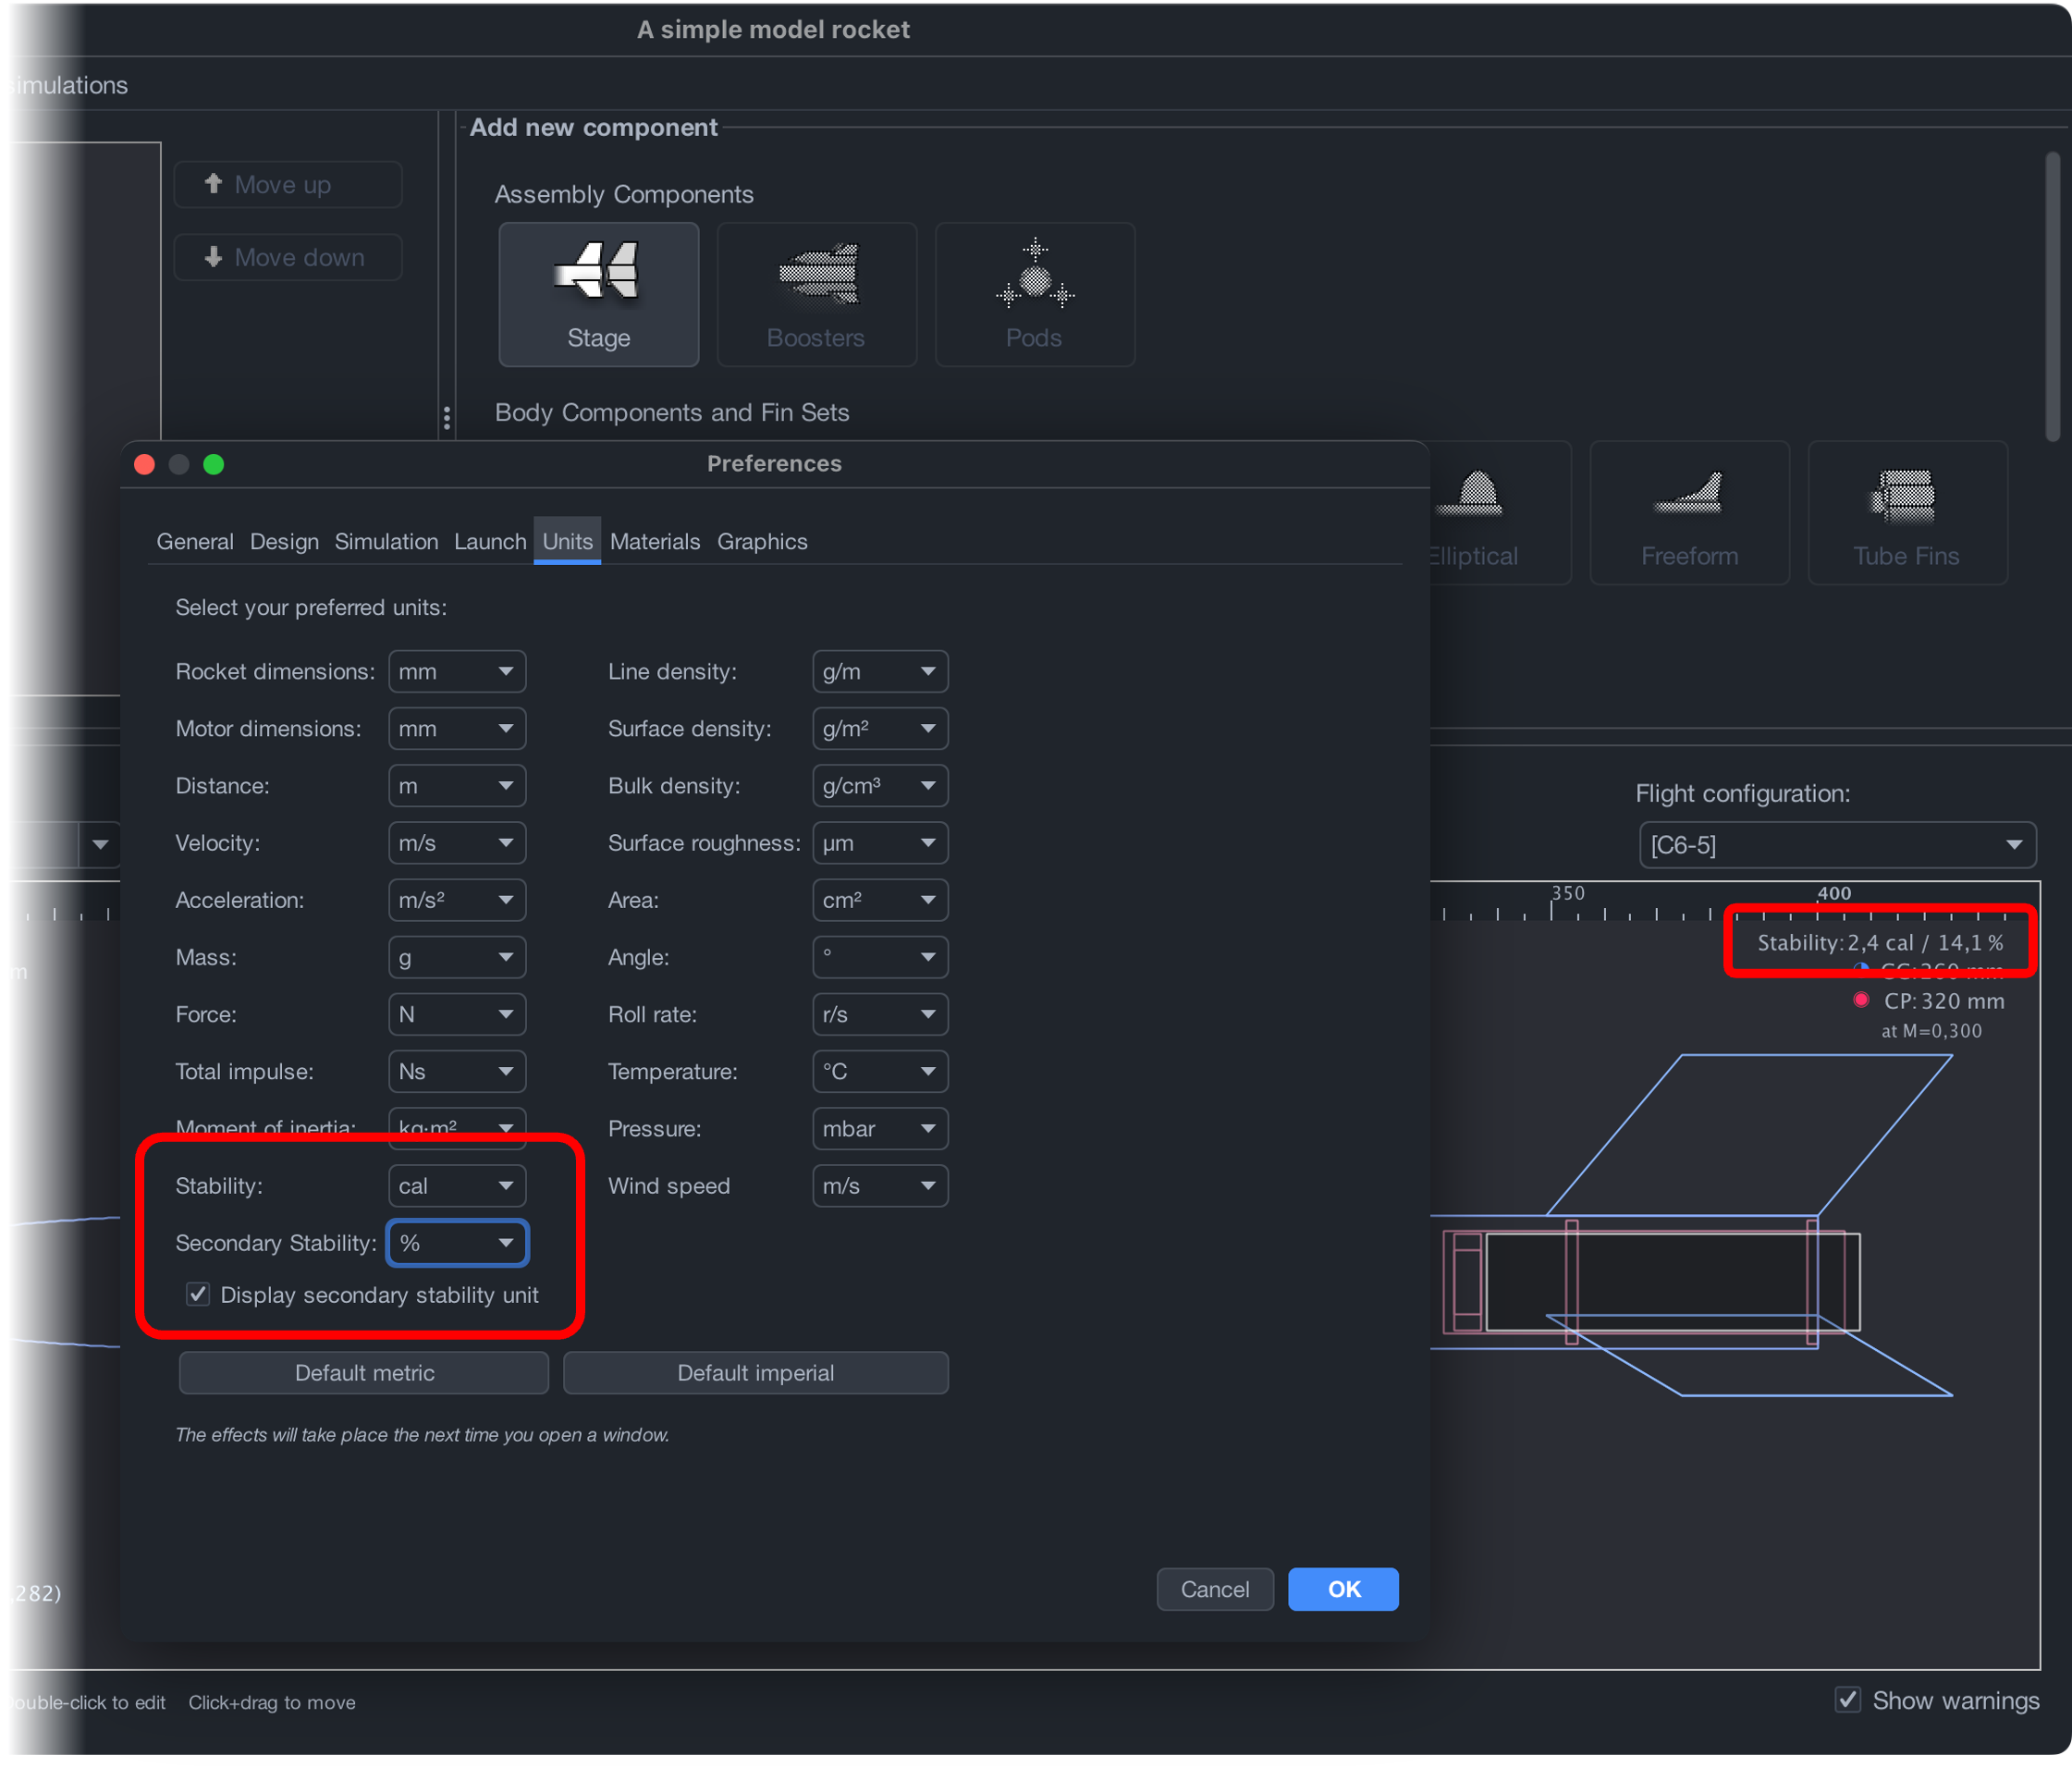 A simple model rocket
simulations
Add new component
Move up
Move down
Assembly Components
Stage
Boosters
Pods
Body Components and Fin Sets
Elliptical
Freeform
Tube Fins
Preferences
General Design Simulation Launch Units Materials Graphics
Select your preferred units:
Rocket dimensions: mm Line density: g/m
Motor dimensions: mm Surface density: g/m²
Distance: m Bulk density: g/cm³
Velocity: m/s Surface roughness: µm
Acceleration: m/s² Area: cm²
Mass: g Angle: °
Force: N Roll rate: r/s
Total impulse: Ns Temperature: °C
Moment of inertia: kg·m² Pressure: mbar
Stability: cal Wind speed m/s
Secondary Stability: %
Display secondary stability unit
Default metric Default imperial
The effects will take place the next time you open a window.
Cancel OK
Flight configuration:
[C6-5]
350 400
Stability: 2,4 cal / 14,1 %
CG: 260 mm
CP: 320 mm
at M=0,300
m
.282)
ouble-click to edit Click+drag to move
Show warnings